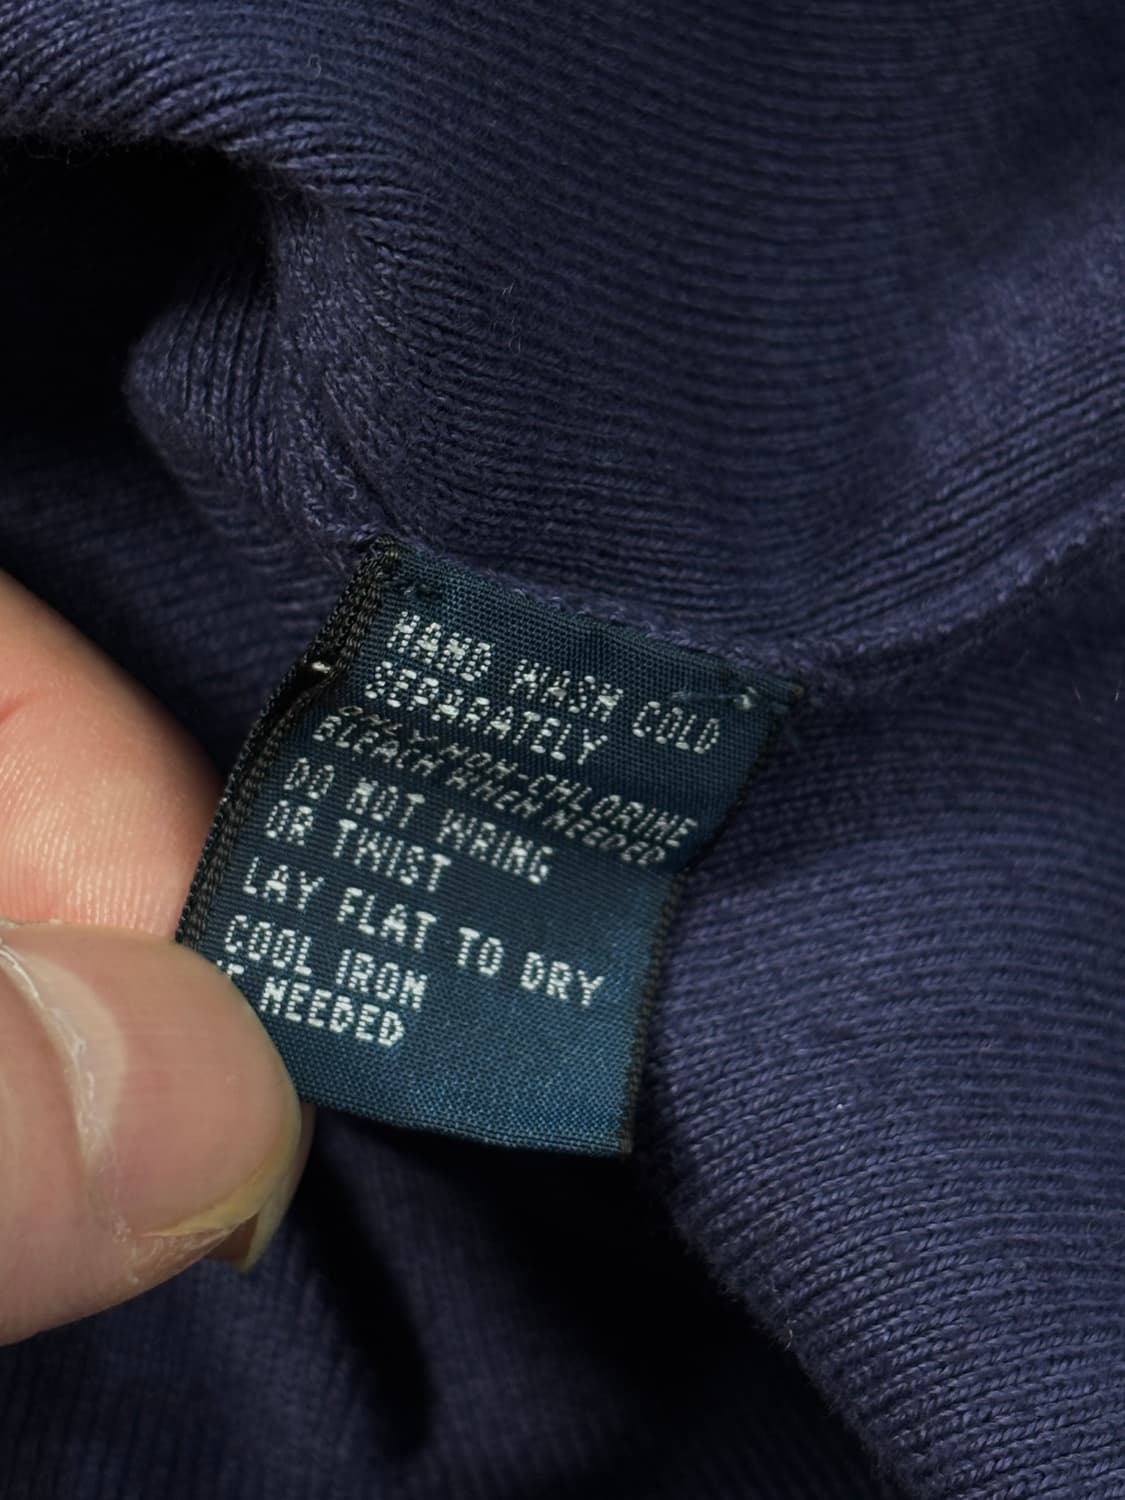 HAND WASH COLD
SEPARATELY
ONLY NON-CHLORINE
BLEACH WHEN NEEDED
DO NOT WRING
OR TWIST
LAY FLAT TO DRY
COOL IRON
IF NEEDED